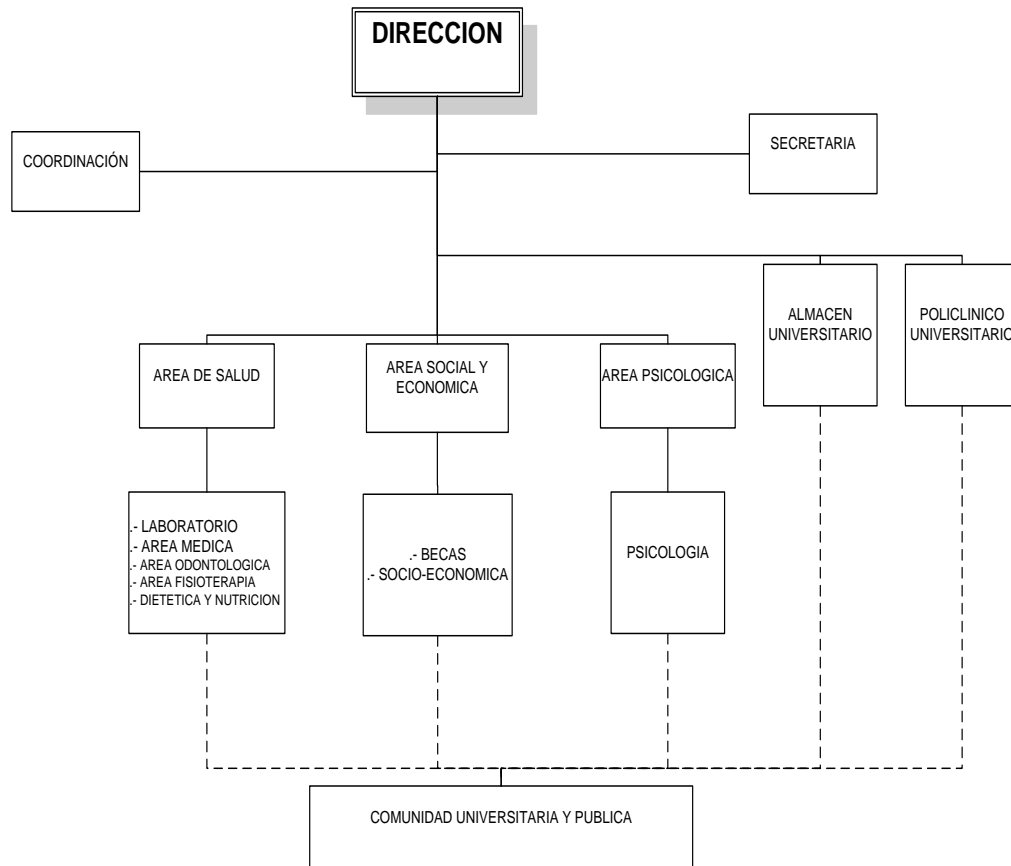 DIRECCION
COORDINACIÓN
SECRETARIA
ALMACEN
UNIVERSITARIO
POLICLINICO
UNIVERSITARIO
AREA DE SALUD
AREA SOCIAL Y
ECONOMICA
AREA PSICOLOGICA
.- LABORATORIO
.- AREA MEDICA
.- AREA ODONTOLOGICA
.- AREA FISIOTERAPIA
.- DIETETICA Y NUTRICION
.- BECAS
.- SOCIO-ECONOMICA
PSICOLOGIA
COMUNIDAD UNIVERSITARIA Y PUBLICA